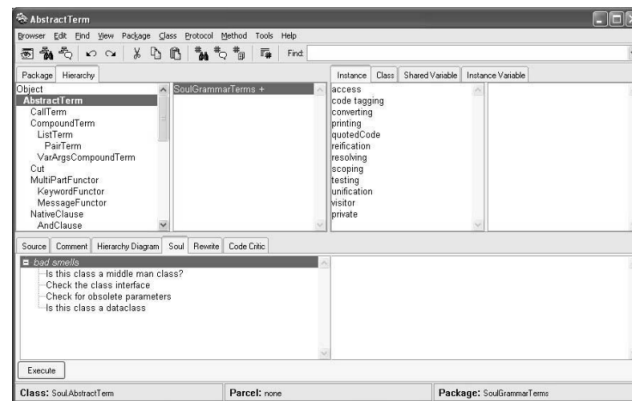 AbstractTerm
Browser Edit Find View Package Class Protocol Method Tools Help
Find:
Package Hierarchy
Instance Class Shared Variable Instance Variable
Object
AbstractTerm
CallTerm
CompoundTerm
ListTerm
PairTerm
VarArgsCompoundTerm
Cut
MultiPartFunctor
KeywordFunctor
MessageFunctor
NativeClause
AndClause
SoulGrammarTerms +
access
code tagging
converting
printing
quotedCode
reification
resolving
scoping
testing
unification
visitor
private
Source Comment Hierarchy Diagram Soul Rewrite Code Critic
bad smells
Is this class a middle man class?
Check the class interface
Check for obsolete parameters
Is this class a dataclass
Execute
Class: Soul.AbstractTerm Parcel: none Package: SoulGrammarTerms